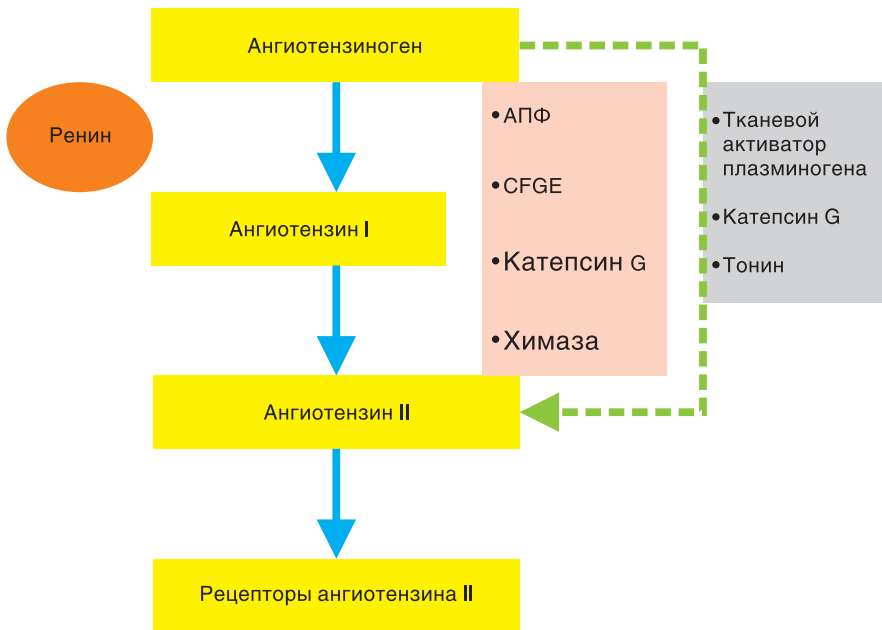 Ангиотензиноген
Ренин
Ангиотензин I
• АПФ
• CFGE
• Катепсин G
• Химаза
• Тканевой
активатор
плазминогена
• Катепсин G
• Тонин
Ангиотензин II
Рецепторы ангиотензина II